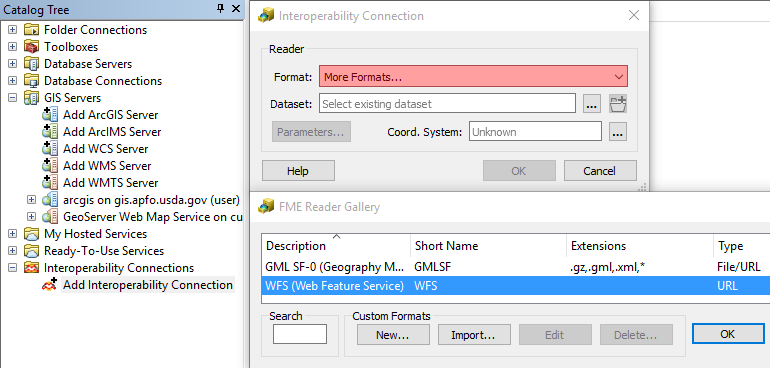 Catalog Tree
Folder Connections
Toolboxes
Database Servers
Database Connections
GIS Servers
Add ArcGIS Server
Add ArcIMS Server
Add WCS Server
Add WMS Server
Add WMTS Server
arcgis on gis.apfo.usda.gov (user)
GeoServer Web Map Service on cu
My Hosted Services
Ready-To-Use Services
Interoperability Connections
Add Interoperability Connection
Interoperability Connection
Reader
Format: More Formats...
Dataset: Select existing dataset ...
Parameters... Coord. System: Unknown ...
Help OK Cancel
FME Reader Gallery
Description Short Name Extensions Type
GML SF-0 (Geography M... GMLSF .gz,.gml,.xml,* File/URL
WFS (Web Feature Service) WFS URL
Search Custom Formats
New... Import... Edit Delete... OK